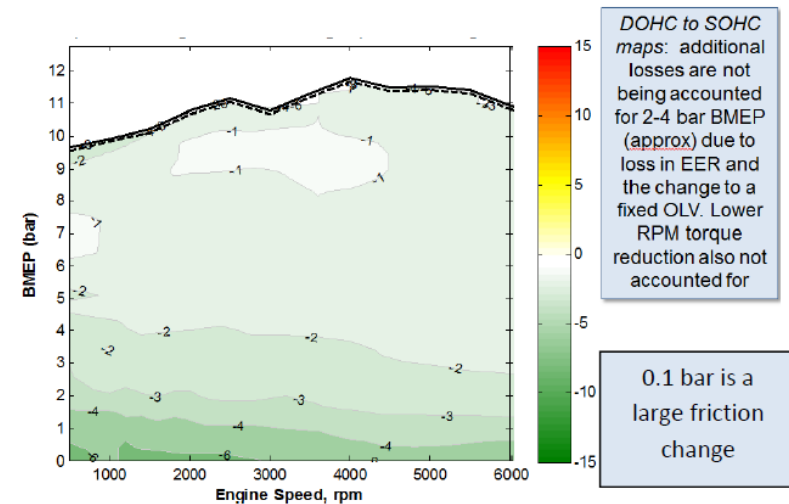 DOHC to SOHC
maps: additional
losses are not
being accounted
for 2-4 bar BMEP
(approx) due to
loss in EER and
the change to a
fixed OLV. Lower
RPM torque
reduction also not
accounted for
0.1 bar is a
large friction
change
BMEP (bar)
12
11
10
9
8
7
6
5
4
3
2
1
0
1000 2000 3000 4000 5000 6000
Engine Speed, rpm
15
10
5
0
-5
-10
-15
-2
-1
-1
-1
-1
-2
-2
-2
-2
-2
-2
-3
-3
-3
-4
-4
-4
-6